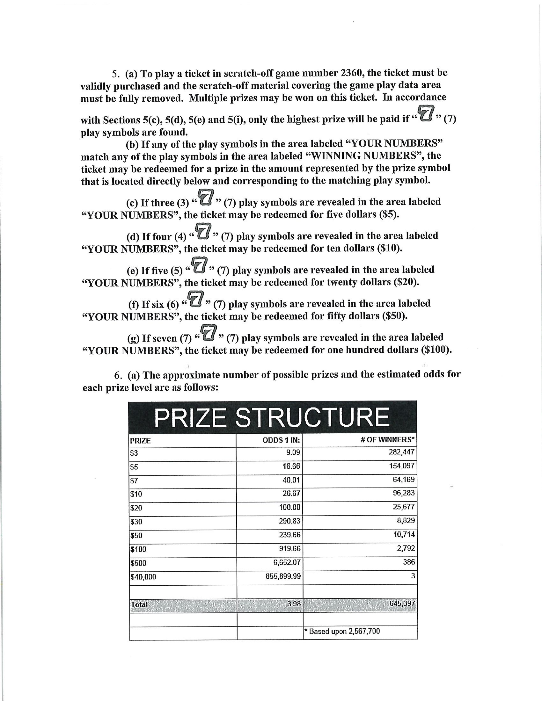 5. (a) To play a ticket in scratch-off game number 2360, the ticket must be
validly purchased and the scratch-off material covering the game play data area
must be fully removed. Multiple prizes may be won on this ticket. In accordance
with Sections 5(c), 5(d), 5(e) and 5(i), only the highest prize will be paid if “ 7 ” (7)
play symbols are found.
(b) If any of the play symbols in the area labeled “YOUR NUMBERS”
match any of the play symbols in the area labeled “WINNING NUMBERS”, the
ticket may be redeemed for a prize in the amount represented by the prize symbol
that is located directly below and corresponding to the matching play symbol.
(c) If three (3) “ 7 ” (7) play symbols are revealed in the area labeled
“YOUR NUMBERS”, the ticket may be redeemed for five dollars ($5).
(d) If four (4) “ 7 ” (7) play symbols are revealed in the area labeled
“YOUR NUMBERS”, the ticket may be redeemed for ten dollars ($10).
(e) If five (5) “ 7 ” (7) play symbols are revealed in the area labeled
“YOUR NUMBERS”, the ticket may be redeemed for twenty dollars ($20).
(f) If six (6) “ 7 ” (7) play symbols are revealed in the area labeled
“YOUR NUMBERS”, the ticket may be redeemed for fifty dollars ($50).
(g) If seven (7) “ 7 ” (7) play symbols are revealed in the area labeled
“YOUR NUMBERS”, the ticket may be redeemed for one hundred dollars ($100).
6. (a) The approximate number of possible prizes and the estimated odds for
each prize level are as follows:
PRIZE STRUCTURE
PRIZE ODDS 1 IN: # OF WINNERS*
$3 9.09 282,447
$5 16.66 154,097
$7 40.01 64,169
$10 26.67 96,283
$20 100.00 25,677
$30 290.83 8,829
$50 239.66 10,714
$100 919.66 2,792
$500 6,652.07 386
$40,000 855,899.99 3
Total 3.98 645,397
* Based upon 2,567,700